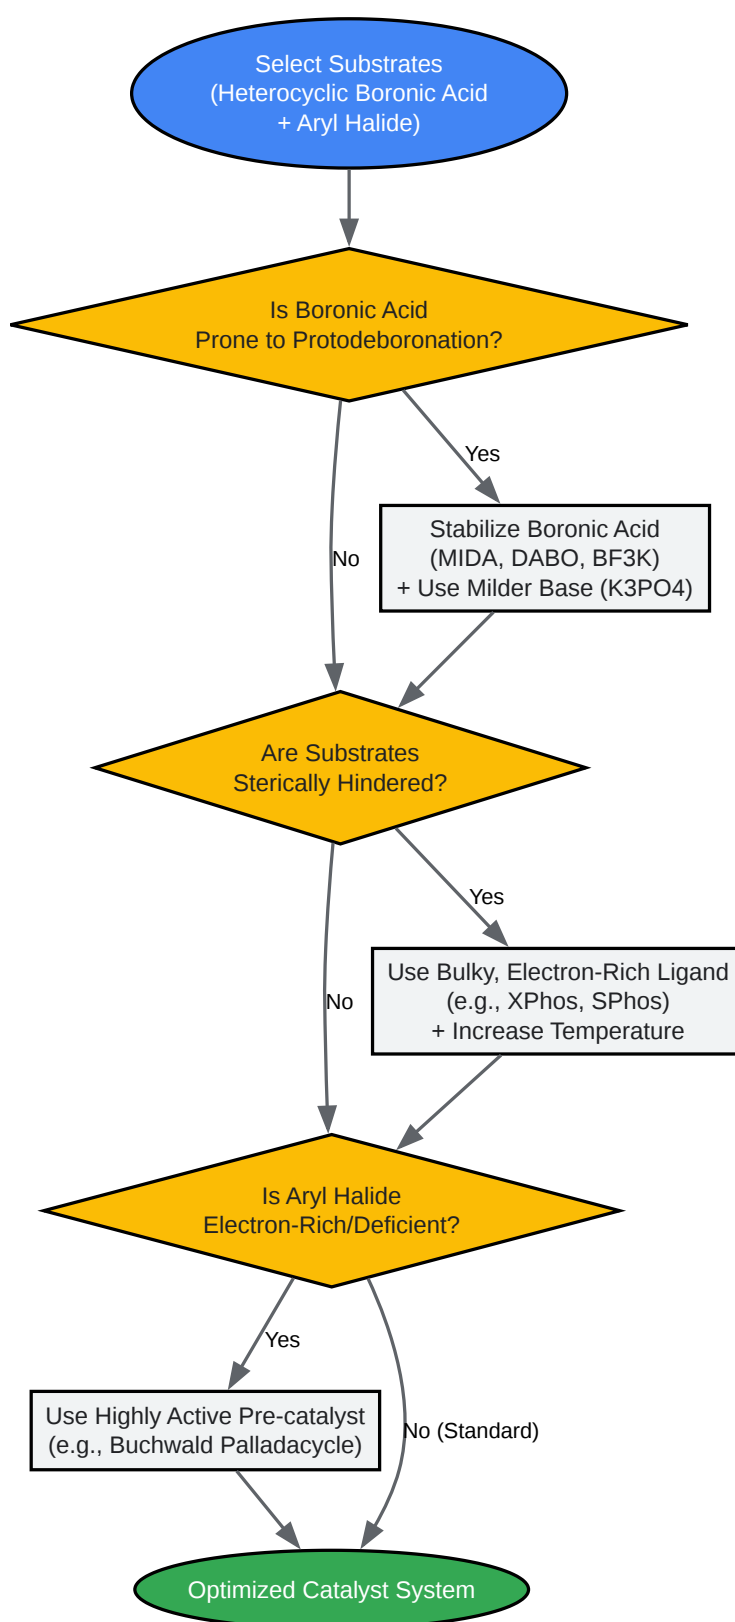 Select Substrates
(Heterocyclic Boronic Acid
+ Aryl Halide)
Is Boronic Acid
Prone to Protodeboronation?
Yes
Stabilize Boronic Acid
(MIDA, DABO, BF3K)
+ Use Milder Base (K3PO4)
No
Are Substrates
Sterically Hindered?
Yes
Use Bulky, Electron-Rich Ligand
(e.g., XPhos, SPhos)
+ Increase Temperature
No
Is Aryl Halide
Electron-Rich/Deficient?
Yes
Use Highly Active Pre-catalyst
(e.g., Buchwald Palladacycle)
No (Standard)
Optimized Catalyst System